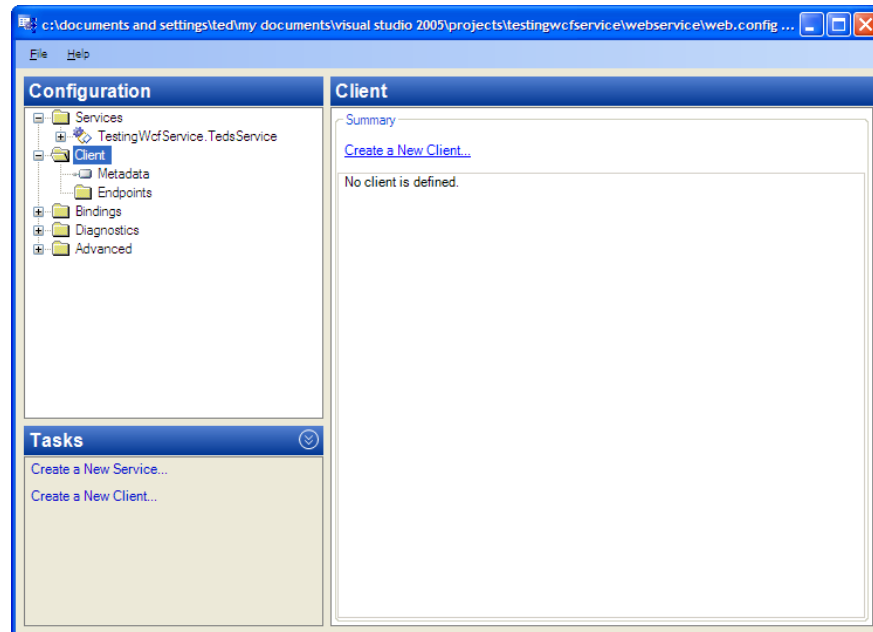 c:\documents and settings\ted\my documents\visual studio 2005\projects\testingwcfservice\webservice\web.config ...
File Help
Configuration
Services
TestingWcfService.TedsService
Client
Metadata
Endpoints
Bindings
Diagnostics
Advanced
Tasks
Create a New Service...
Create a New Client...
Client
Summary
Create a New Client...
No client is defined.